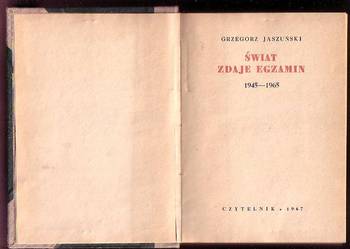 GRZEGORZ JASZUŃSKI
ŚWIAT
ZDAJE EGZAMIN
1945—1965
CZYTELNIK • 1967